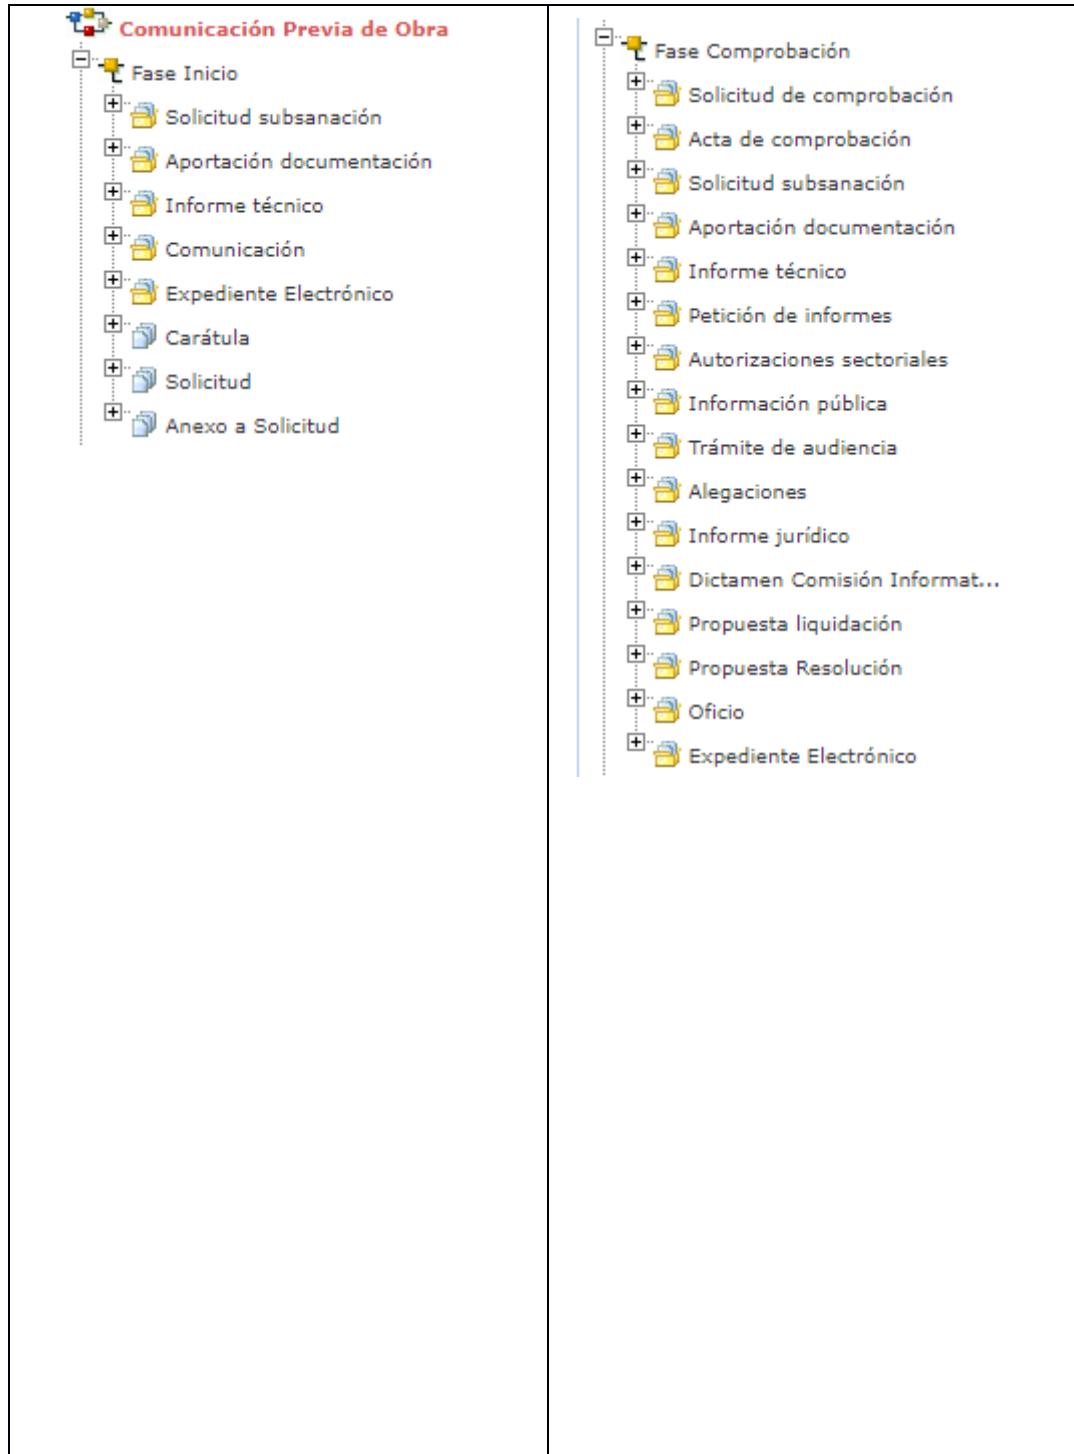 Comunicación Previa de Obra
Fase Inicio
Solicitud subsanación
Aportación documentación
Informe técnico
Comunicación
Expediente Electrónico
Carátula
Solicitud
Anexo a Solicitud
Fase Comprobación
Solicitud de comprobación
Acta de comprobación
Solicitud subsanación
Aportación documentación
Informe técnico
Petición de informes
Autorizaciones sectoriales
Información pública
Trámite de audiencia
Alegaciones
Informe jurídico
Dictamen Comisión Informat...
Propuesta liquidación
Propuesta Resolución
Oficio
Expediente Electrónico